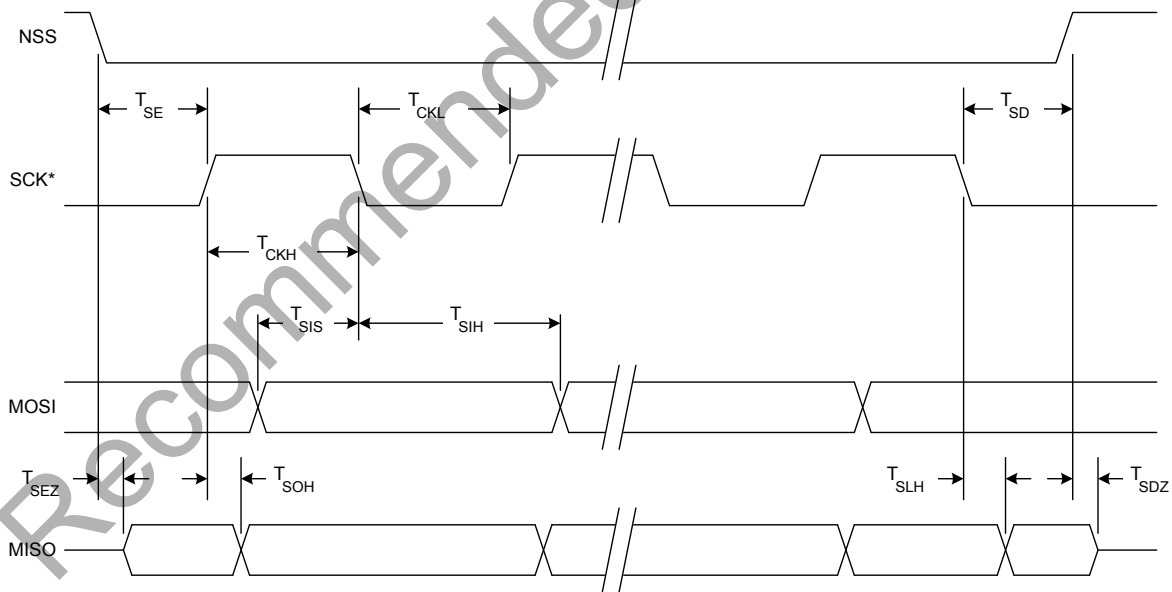 NSS
T SE
T CKL
T SD
SCK*
T CKH
T SIS
T SIH
MOSI
T SEZ
T SOH
T SLH
T SDZ
MISO
Recommended